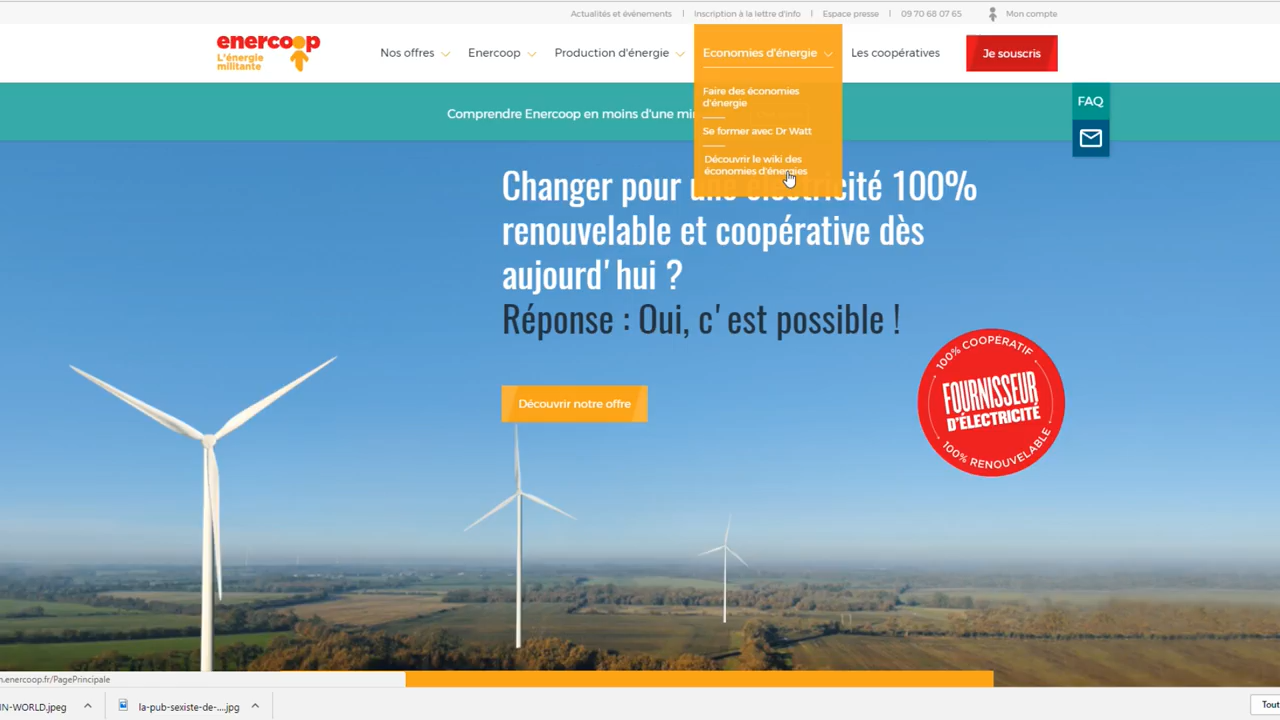 Actualités et événements
Inscription à la lettre d'info
Espace presse
09 70 68 07 65
Mon compte
enercoop
L'énergie
militante
Nos offres
Enercoop
Production d'énergie
Economies d'énergie
Les coopératives
Je souscris
Faire des économies
d'énergie
Se former avec Dr Watt
Découvrir le wiki des
économies d'énergies
Comprendre Enercoop en moins d'une
FAQ
Changer pour une électricité 100%
renouvelable et coopérative dès
aujourd'hui ?
Réponse : Oui, c'est possible !
Découvrir notre offre
100% COOPÉRATIF
FOURNISSEUR
D'ÉLECTRICITÉ
100% RENOUVELABLE
n.enercoop.fr/PagePrincipale
IN-WORLD.jpeg
la-pub-sexiste-de-....jpg
Tout